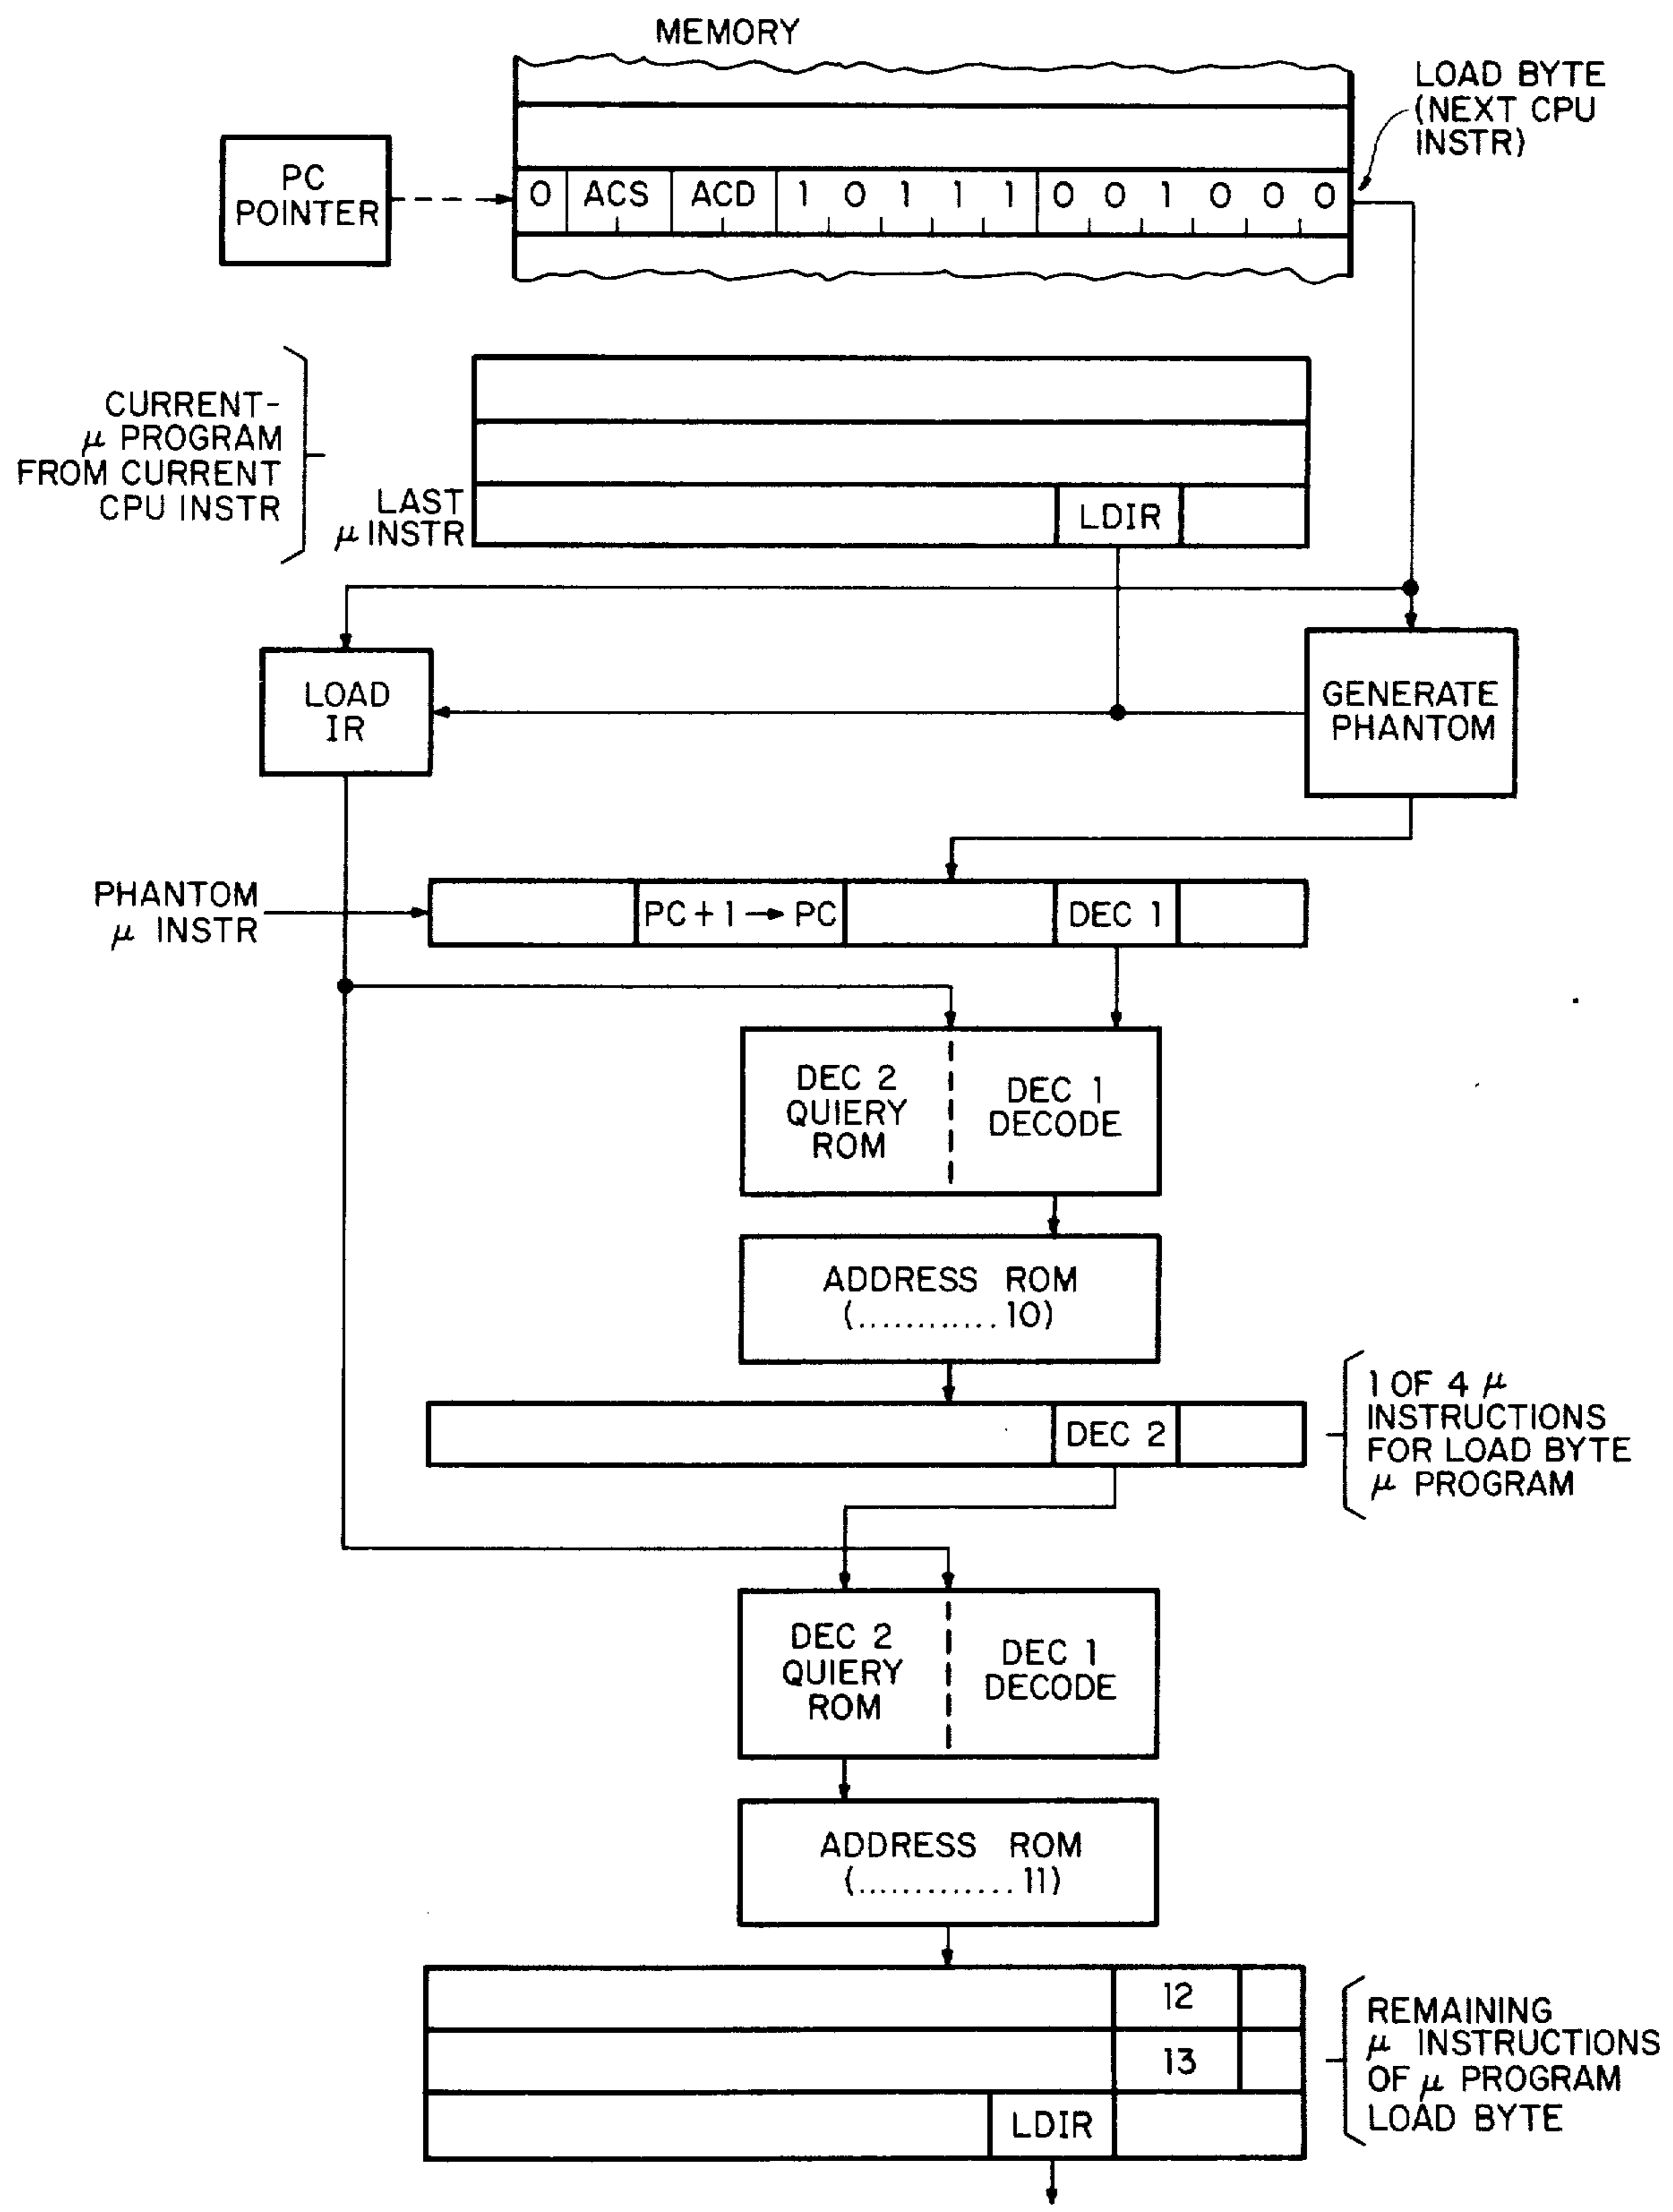 MEMORY
LOAD BYTE
(NEXT CPU
INSTR)
PC
POINTER
0 ACS ACD 1 0 1 1 1 0 0 1 0 0 0
CURRENT-
μ PROGRAM
FROM CURRENT
CPU INSTR
LAST
μ INSTR
LDIR
LOAD
IR
GENERATE
PHANTOM
PHANTOM
μ INSTR
PC + 1 → PC
DEC 1
DEC 2
QUIERY
ROM
DEC 1
DECODE
ADDRESS ROM
(............ 10)
DEC 2
1 OF 4 μ
INSTRUCTIONS
FOR LOAD BYTE
μ PROGRAM
DEC 2
QUIERY
ROM
DEC 1
DECODE
ADDRESS ROM
(............. 11)
12
13
LDIR
REMAINING
μ INSTRUCTIONS
OF μ PROGRAM
LOAD BYTE